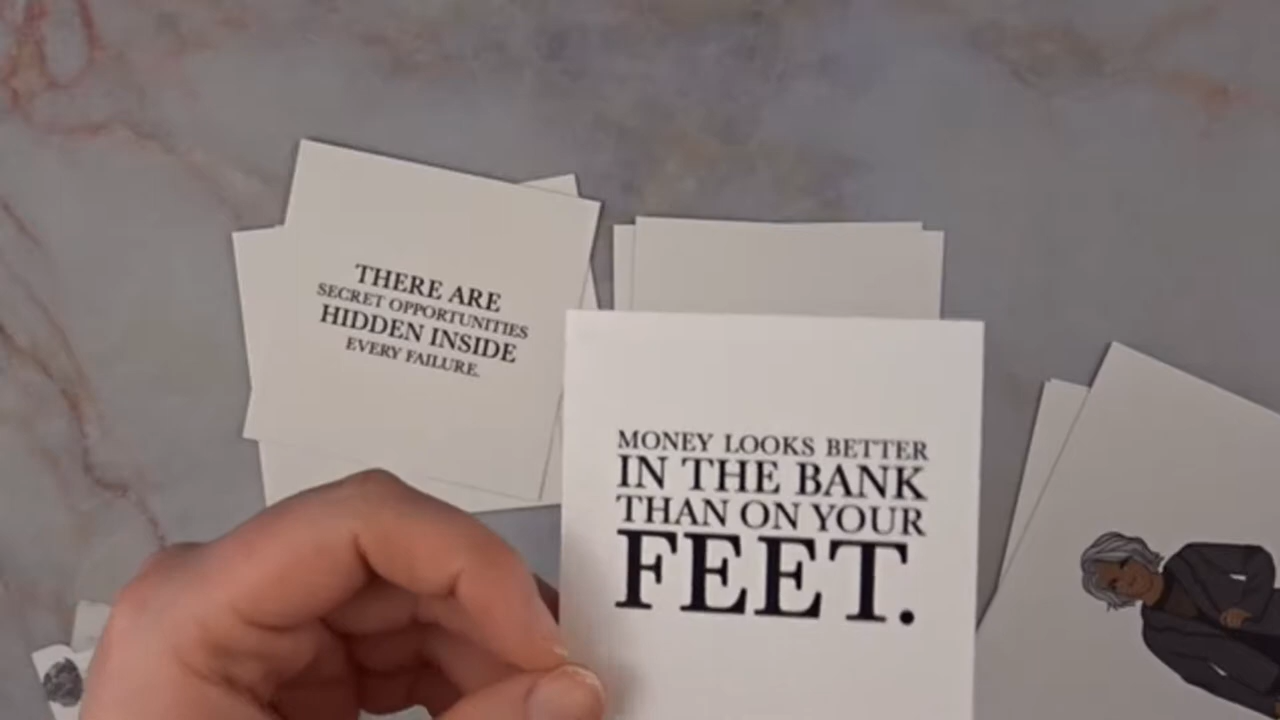 THERE ARE
SECRET OPPORTUNITIES
HIDDEN INSIDE
EVERY FAILURE.
MONEY LOOKS BETTER
IN THE BANK
THAN ON YOUR
FEET.